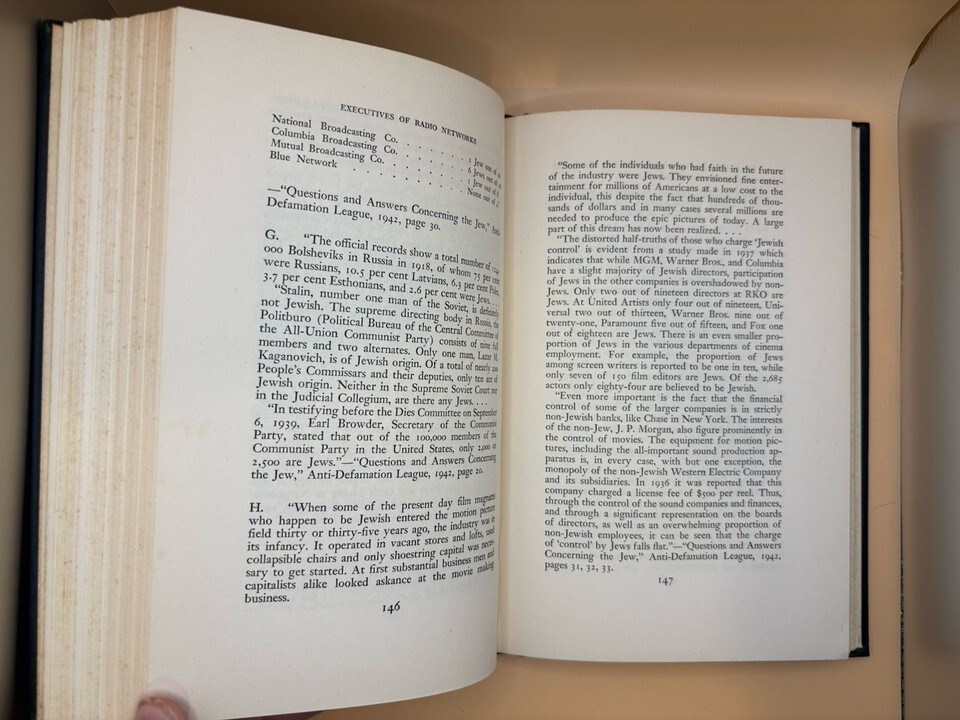 EXECUTIVES OF RADIO NETWORKS
National Broadcasting Co. . . . . . . 1 Jew out of
Columbia Broadcasting Co. . . . . . . 6 Jews out of
Mutual Broadcasting Co. . . . . . . . 1 Jew out of
Blue Network . . . . . . . . . . None out of
—"Questions and Answers Concerning the Jew," Anti-
Defamation League, 1942, page 30.
G. "The official records show a total number of
000 Bolsheviks in Russia in 1918, of whom 75 per cent
were Russians, 10.5 per cent Latvians, 6.3 per cent Poles,
3.7 per cent Esthonians, and 2.6 per cent were Jews. . . .
"Stalin, number one man of the Soviet, is definitely
not Jewish. The supreme directing body in Russia, the
Politburo (Political Bureau of the Central Committee of
the All-Union Communist Party) consists of nine full
members and two alternates. Only one man, Lazar M.
Kaganovich, is of Jewish origin. Of a total of nearly
People's Commissars and their deputies, only ten are of
Jewish origin. Neither in the Supreme Soviet Court nor
in the Judicial Collegium, are there any Jews. . . .
"In testifying before the Dies Committee on September
6, 1939, Earl Browder, Secretary of the Communist
Party, stated that out of the 100,000 members of the
Communist Party in the United States, only 2,000 or
2,500 are Jews."—"Questions and Answers Concerning
the Jew," Anti-Defamation League, 1942, page 20.
H. "When some of the present day film magnates
who happen to be Jewish entered the motion picture
field thirty or thirty-five years ago, the industry was in
its infancy. It operated in vacant stores and lofts, used
collapsible chairs and only shoestring capital was neces-
sary to get started. At first substantial business men and
capitalists alike looked askance at the movie making
business.
146
"Some of the individuals who had faith in the future
of the industry were Jews. They envisioned fine enter-
tainment for millions of Americans at a low cost to the
individual, this despite the fact that hundreds of thou-
sands of dollars and in many cases several millions are
needed to produce the epic pictures of today. A large
part of this dream has now been realized. . . .
"The distorted half-truths of those who charge 'Jewish
control' is evident from a study made in 1937 which
indicates that while MGM, Warner Bros., and Columbia
have a slight majority of Jewish directors, participation
of Jews in the other companies is overshadowed by non-
Jews. Only two out of nineteen directors at RKO are
Jews. At United Artists only four out of nineteen, Uni-
versal two out of thirteen, Warner Bros. nine out of
twenty-one, Paramount five out of fifteen, and Fox one
out of eighteen are Jews. There is an even smaller pro-
portion of Jews in the various departments of cinema
employment. For example, the proportion of Jews
among screen writers is reported to be one in ten, while
only seven of 150 film editors are Jews. Of the 2,685
actors only eighty-four are believed to be Jewish.
"Even more important is the fact that the financial
control of some of the larger companies is in strictly
non-Jewish banks, like Chase in New York. The interests
of the non-Jew, J. P. Morgan, also figure prominently in
the control of movies. The equipment for motion pic-
tures, including the all-important sound production ap-
paratus is, in every case, with but one exception, the
monopoly of the non-Jewish Western Electric Company
and its subsidiaries. In 1936 it was reported that this
company charged a license fee of $500 per reel. Thus,
through the control of the sound companies and finances,
and through a significant representation on the boards
of directors, as well as an overwhelming proportion of
non-Jewish employees, it can be seen that the charge
of 'control' by Jews falls flat."—"Questions and Answers
Concerning the Jew," Anti-Defamation League, 1942,
pages 31, 32, 33.
147